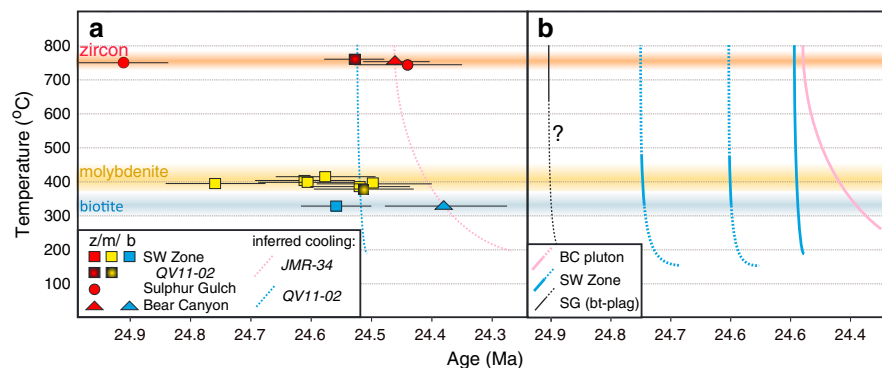 a
b
zircon
800
700
600
500
400
300
200
100
Temperature (°C)
molybdenite
biotite
?
z/m/ b
SW Zone
QV11-02
Sulphur Gulch
Bear Canyon
inferred cooling:
JMR-34
QV11-02
BC pluton
SW Zone
SG (bt-plag)
24.9 24.8 24.7 24.6 24.5 24.4 24.3
24.9 24.8 24.7 24.6 24.6 24.4
Age (Ma)